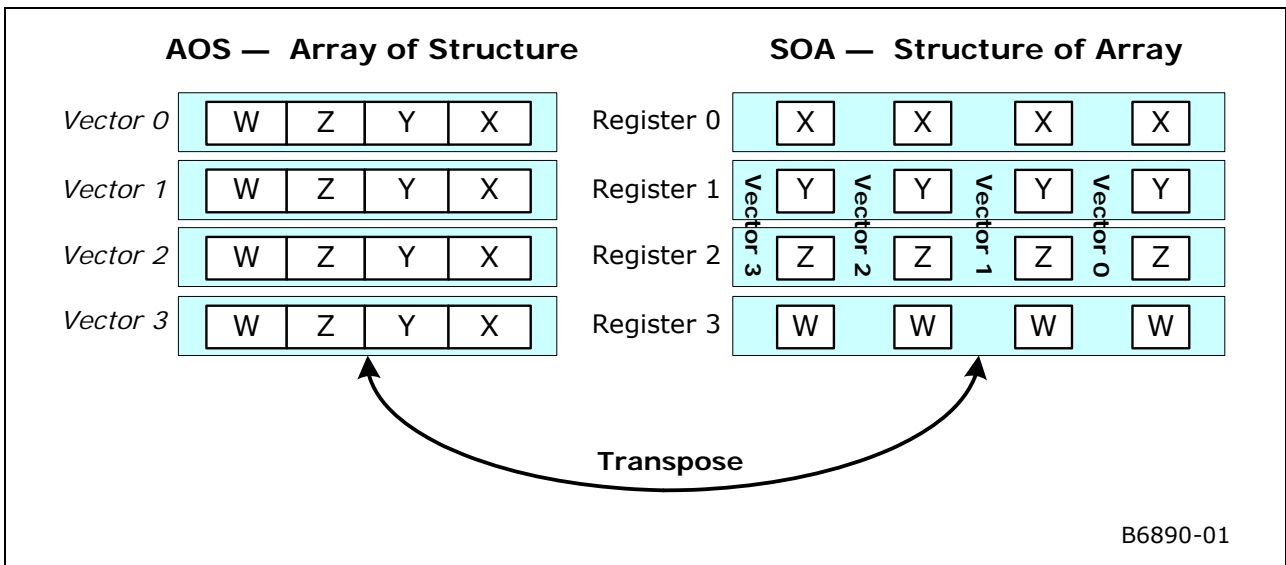 AOS — Array of Structure
SOA — Structure of Array
Vector 0 W Z Y X
Register 0 X X X X
Vector 1 W Z Y X
Register 1 Y Y Y Y
Vector 2 W Z Y X
Register 2 Z Z Z Z
Vector 3 W Z Y X
Register 3 W W W W
Vector 3
Vector 2
Vector 1
Vector 0
Transpose
B6890-01